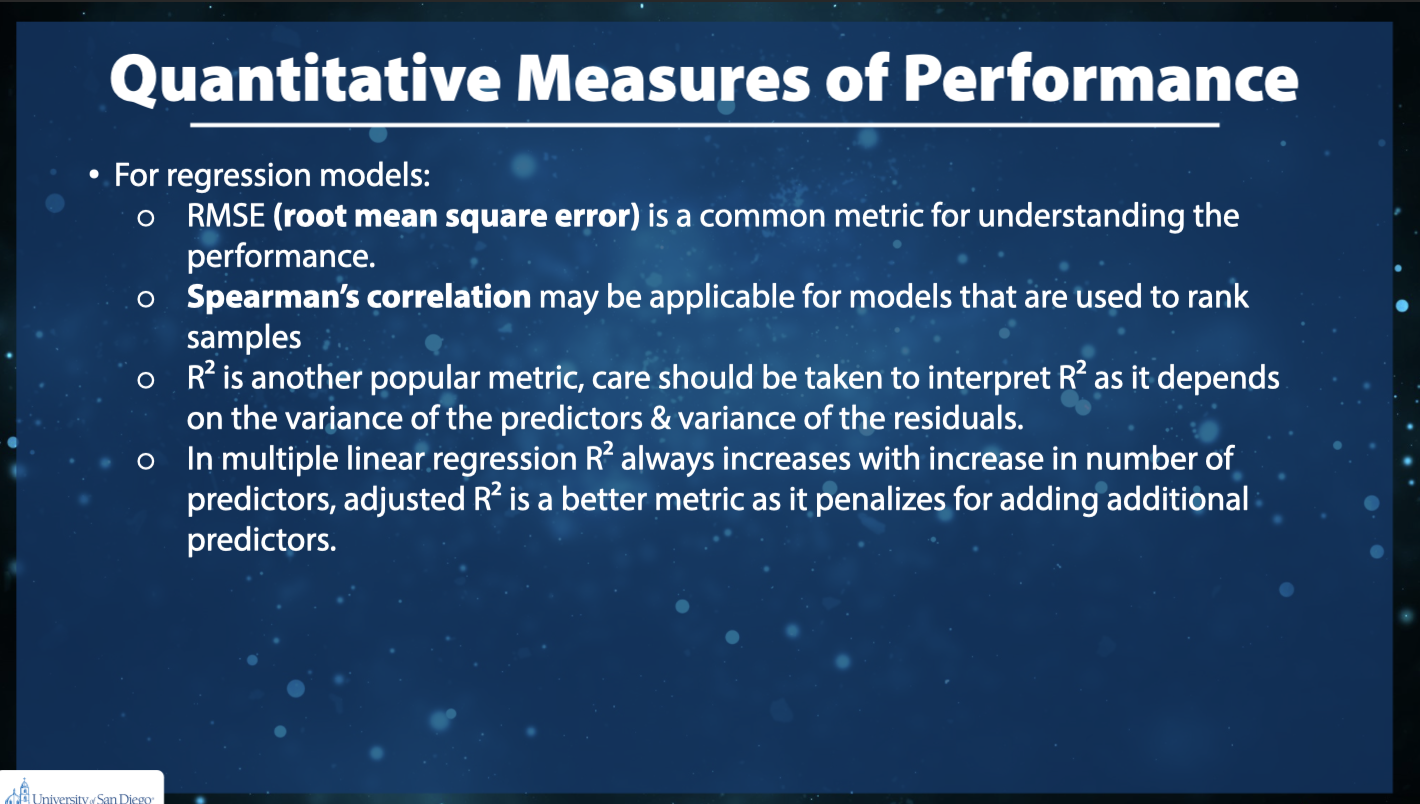 Quantitative Measures of Performance
• For regression models:
○ RMSE (root mean square error) is a common metric for understanding the
performance.
○ Spearman’s correlation may be applicable for models that are used to rank
samples
○ R² is another popular metric, care should be taken to interpret R² as it depends
on the variance of the predictors & variance of the residuals.
○ In multiple linear regression R² always increases with increase in number of
predictors, adjusted R² is a better metric as it penalizes for adding additional
predictors.
University of San Diego